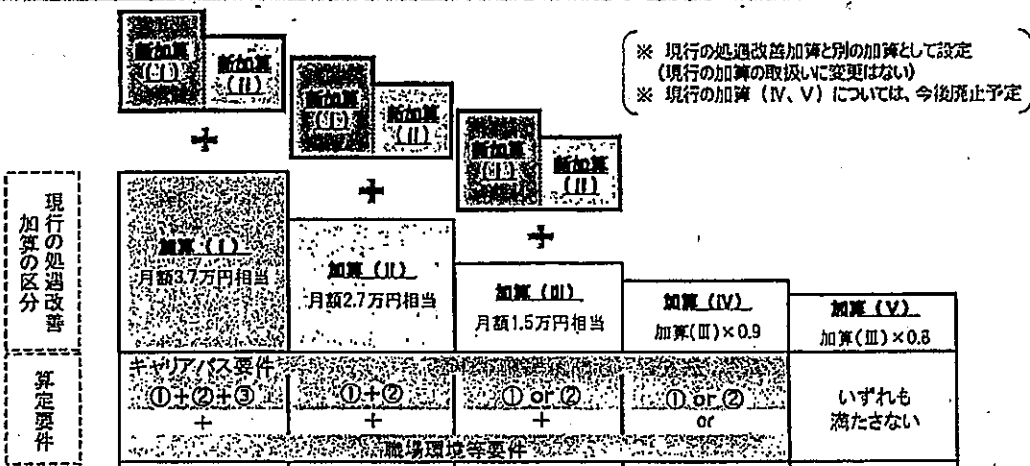 新加算
(Ⅰ)
新加算
(Ⅱ)
新加算
(Ⅰ)
新加算
(Ⅱ)
新加算
(Ⅰ)
新加算
(Ⅱ)
※ 現行の処遇改善加算と別の加算として設定
(現行の加算の取扱いに変更はない)
※ 現行の加算(Ⅳ、Ⅴ)については、今後廃止予定
+
+
+
現行の処遇改善
加算の区分
加算(Ⅰ)
月額3.7万円相当
加算(Ⅱ)
月額2.7万円相当
加算(Ⅲ)
月額1.5万円相当
加算(Ⅳ)
加算(Ⅲ)×0.9
加算(Ⅴ)
加算(Ⅲ)×0.8
算定要件
キャリアパス要件
①+②+③
+
①+②
+
① or ②
+
① or ②
or
いずれも
満たさない
職場環境等要件